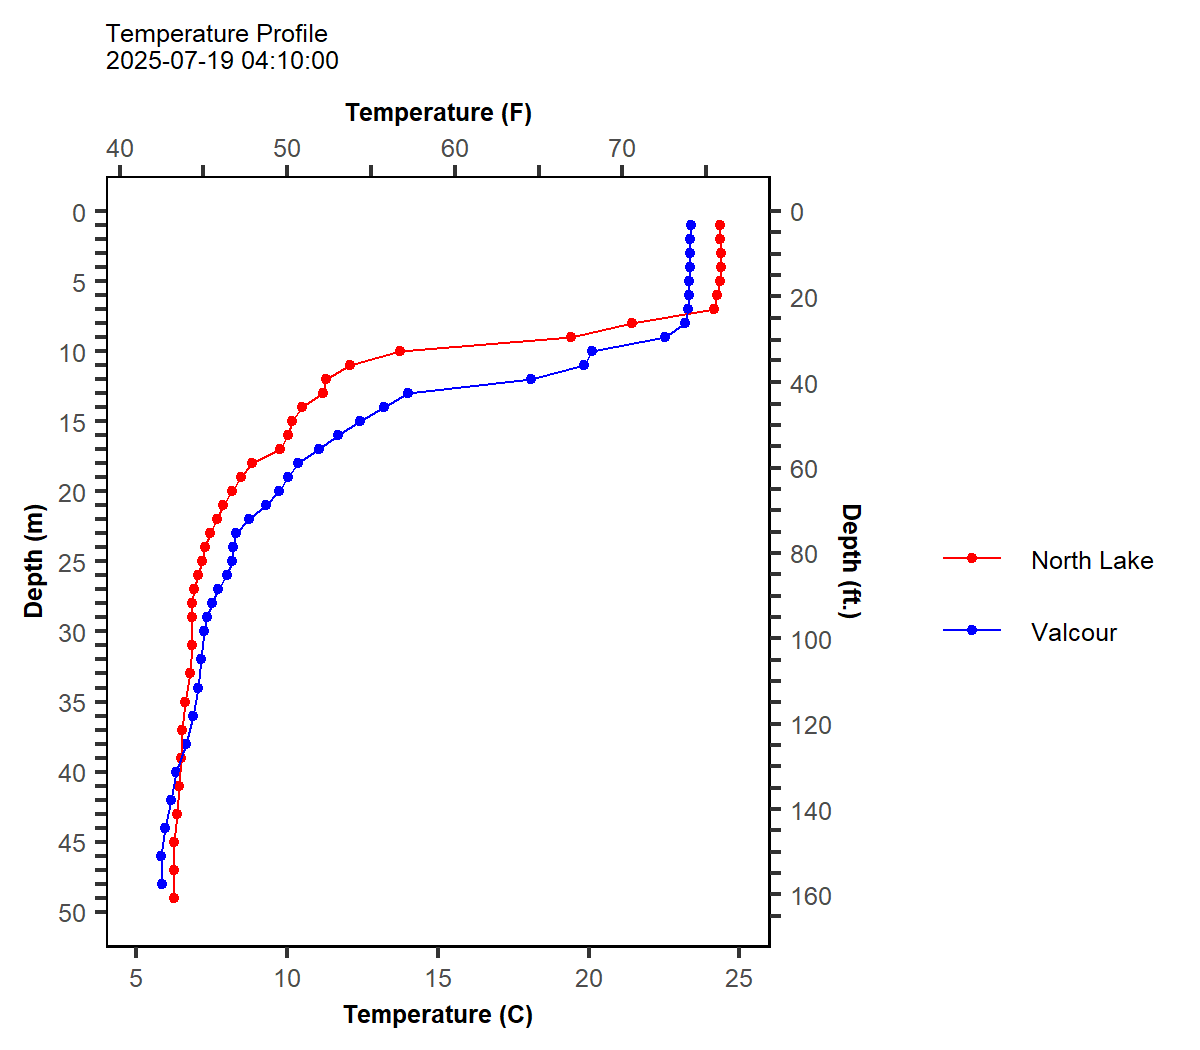 Temperature Profile
2025-07-19 04:10:00
Temperature (F)
40 50 60 70
0 0
5
20
10
40
15
60
20
Depth (m)
Depth (ft.)
80
25
North Lake
30
100
Valcour
35
120
40
140
45
160
50
5 10 15 20 25
Temperature (C)